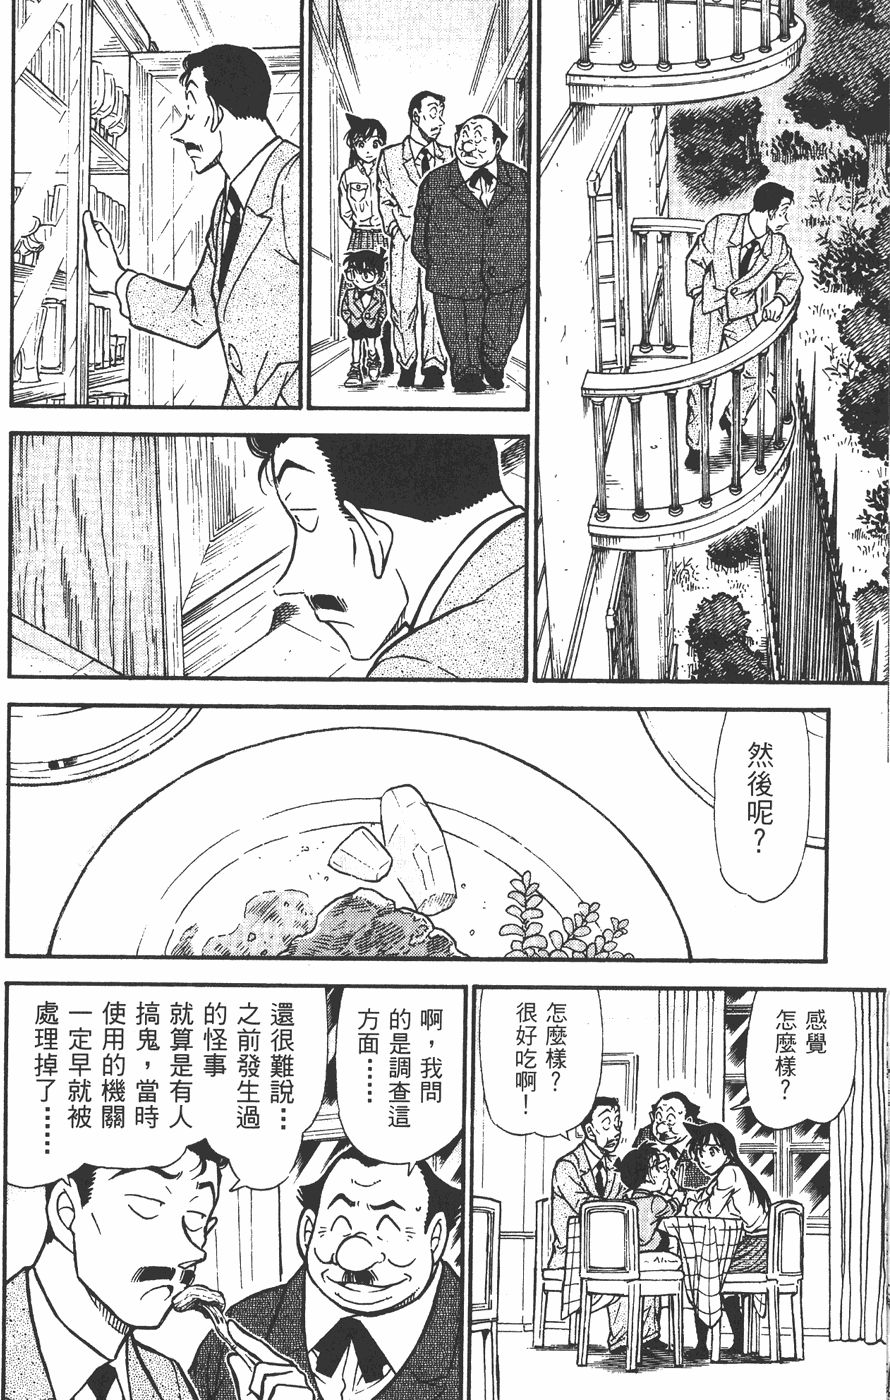 然後呢？
感覺
怎麼樣？
怎麼樣？
很好吃啊！
啊，我問
的是調查這
方面……
還很難說…
之前發生過
的怪事
就算是有人
搞鬼，當時
使用的機關
一定早就被
處理掉了……